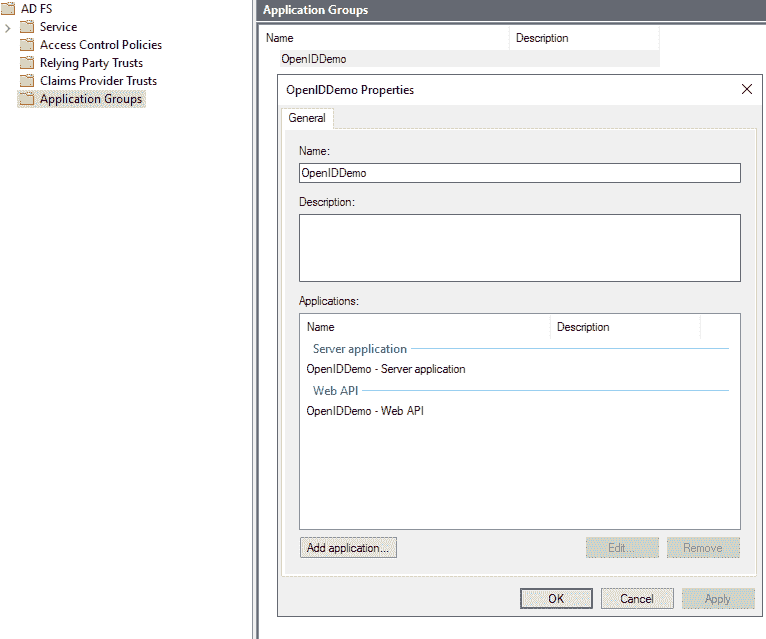 AD FS
Service
Access Control Policies
Relying Party Trusts
Claims Provider Trusts
Application Groups
Application Groups
Name Description
OpenIDDemo
OpenIDDemo Properties
General
Name:
OpenIDDemo
Description:
Applications:
Name Description
Server application
OpenIDDemo - Server application
Web API
OpenIDDemo - Web API
Add application... Edit... Remove
OK Cancel Apply